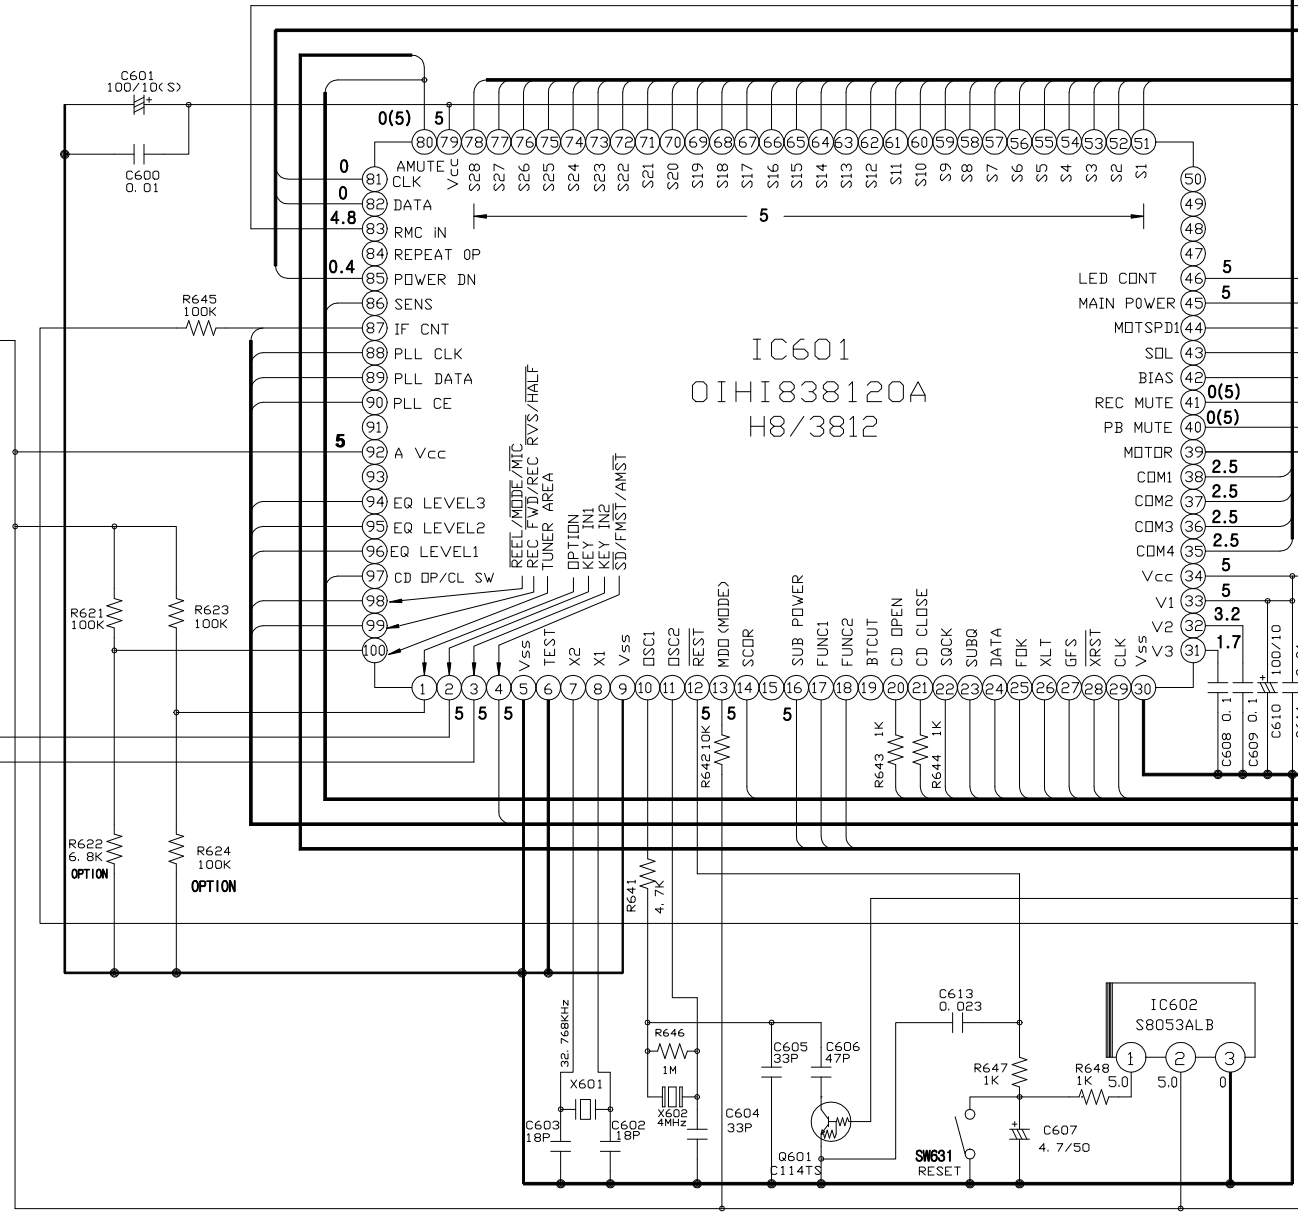 C601
100/10(S)
C600
0.01
0(5)
5
80 79 78 77 76 75 74 73 72 71 70 69 68 67 66 65 64 63 62 61 60 59 58 57 56 55 54 53 52 51
AMUTE
Vcc
S28 S27 S26 S25 S24 S23 S22 S21 S20 S19 S18 S17 S16 S15 S14 S13 S12 S11 S10 S9 S8 S7 S6 S5 S4 S3 S2 S1
5
0
81 CLK
0
82 DATA
4.8
83 RMC IN
84 REPEAT OP
0.4
85 POWER DN
86 SENS
87 IF CNT
88 PLL CLK
89 PLL DATA
90 PLL CE
91
5
92 A Vcc
93
94 EQ LEVEL3
95 EQ LEVEL2
96 EQ LEVEL1
97 CD OP/CL SW
98
99
100
R645
100K
R621
100K
R623
100K
R622
6.8K
OPTION
R624
100K
OPTION
IC601
OIHI838120A
H8/3812
50
49
48
47
LED CONT 46 5
MAIN POWER 45 5
MOTSPD1 44
SOL 43
BIAS 42
REC MUTE 41 0(5)
PB MUTE 40 0(5)
MOTOR 39
COM1 38 2.5
COM2 37 2.5
COM3 36 2.5
COM4 35 2.5
Vcc 34 5
V1 33 5
V2 32 3.2
V3 31 1.7
REEL/MODE/MIC
REC FWD/REC RVS/HALF
TUNER AREA
OPTION
KEY IN1
KEY IN2
SD/FMST/AMST
Vss
TEST
X2
X1
Vss
OSC1
OSC2
REST
MDO(MODE)
SCOR
SUB POWER
FUNC1
FUNC2
BTCUT
CD OPEN
CD CLOSE
SQCK
SUBQ
DATA
FOK
XLT
GFS
XRST
CLK
Vss
1 2 3 4 5 6 7 8 9 10 11 12 13 14 15 16 17 18 19 20 21 22 23 24 25 26 27 28 29 30
5 5 5 5 5 5
R642 10K
R643 1K
R644 1K
C608 0.1
C609 0.1
C610 100/10
R641
4.7K
32.768KHz
X601
C603
18P
C602
18P
R646
1M
X602
4MHz
C604
33P
C605
33P
C606
47P
Q601
C114TS
C613
0.023
R647
1K
R648
1K
SW631
RESET
C607
4.7/50
IC602
S8053ALB
1 2 3
5.0 5.0 0